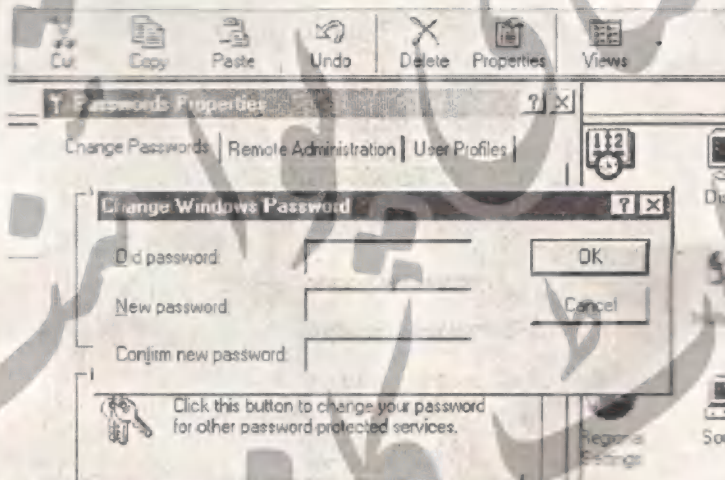 Cut Copy Paste Undo Delete Properties Views
Passwords Properties
Change Passwords Remote Administration User Profiles
Change Windows Password
Old password:
OK
New password:
Cancel
Confirm new password:
Click this button to change your password
for other password protected services.
Regional
Settings